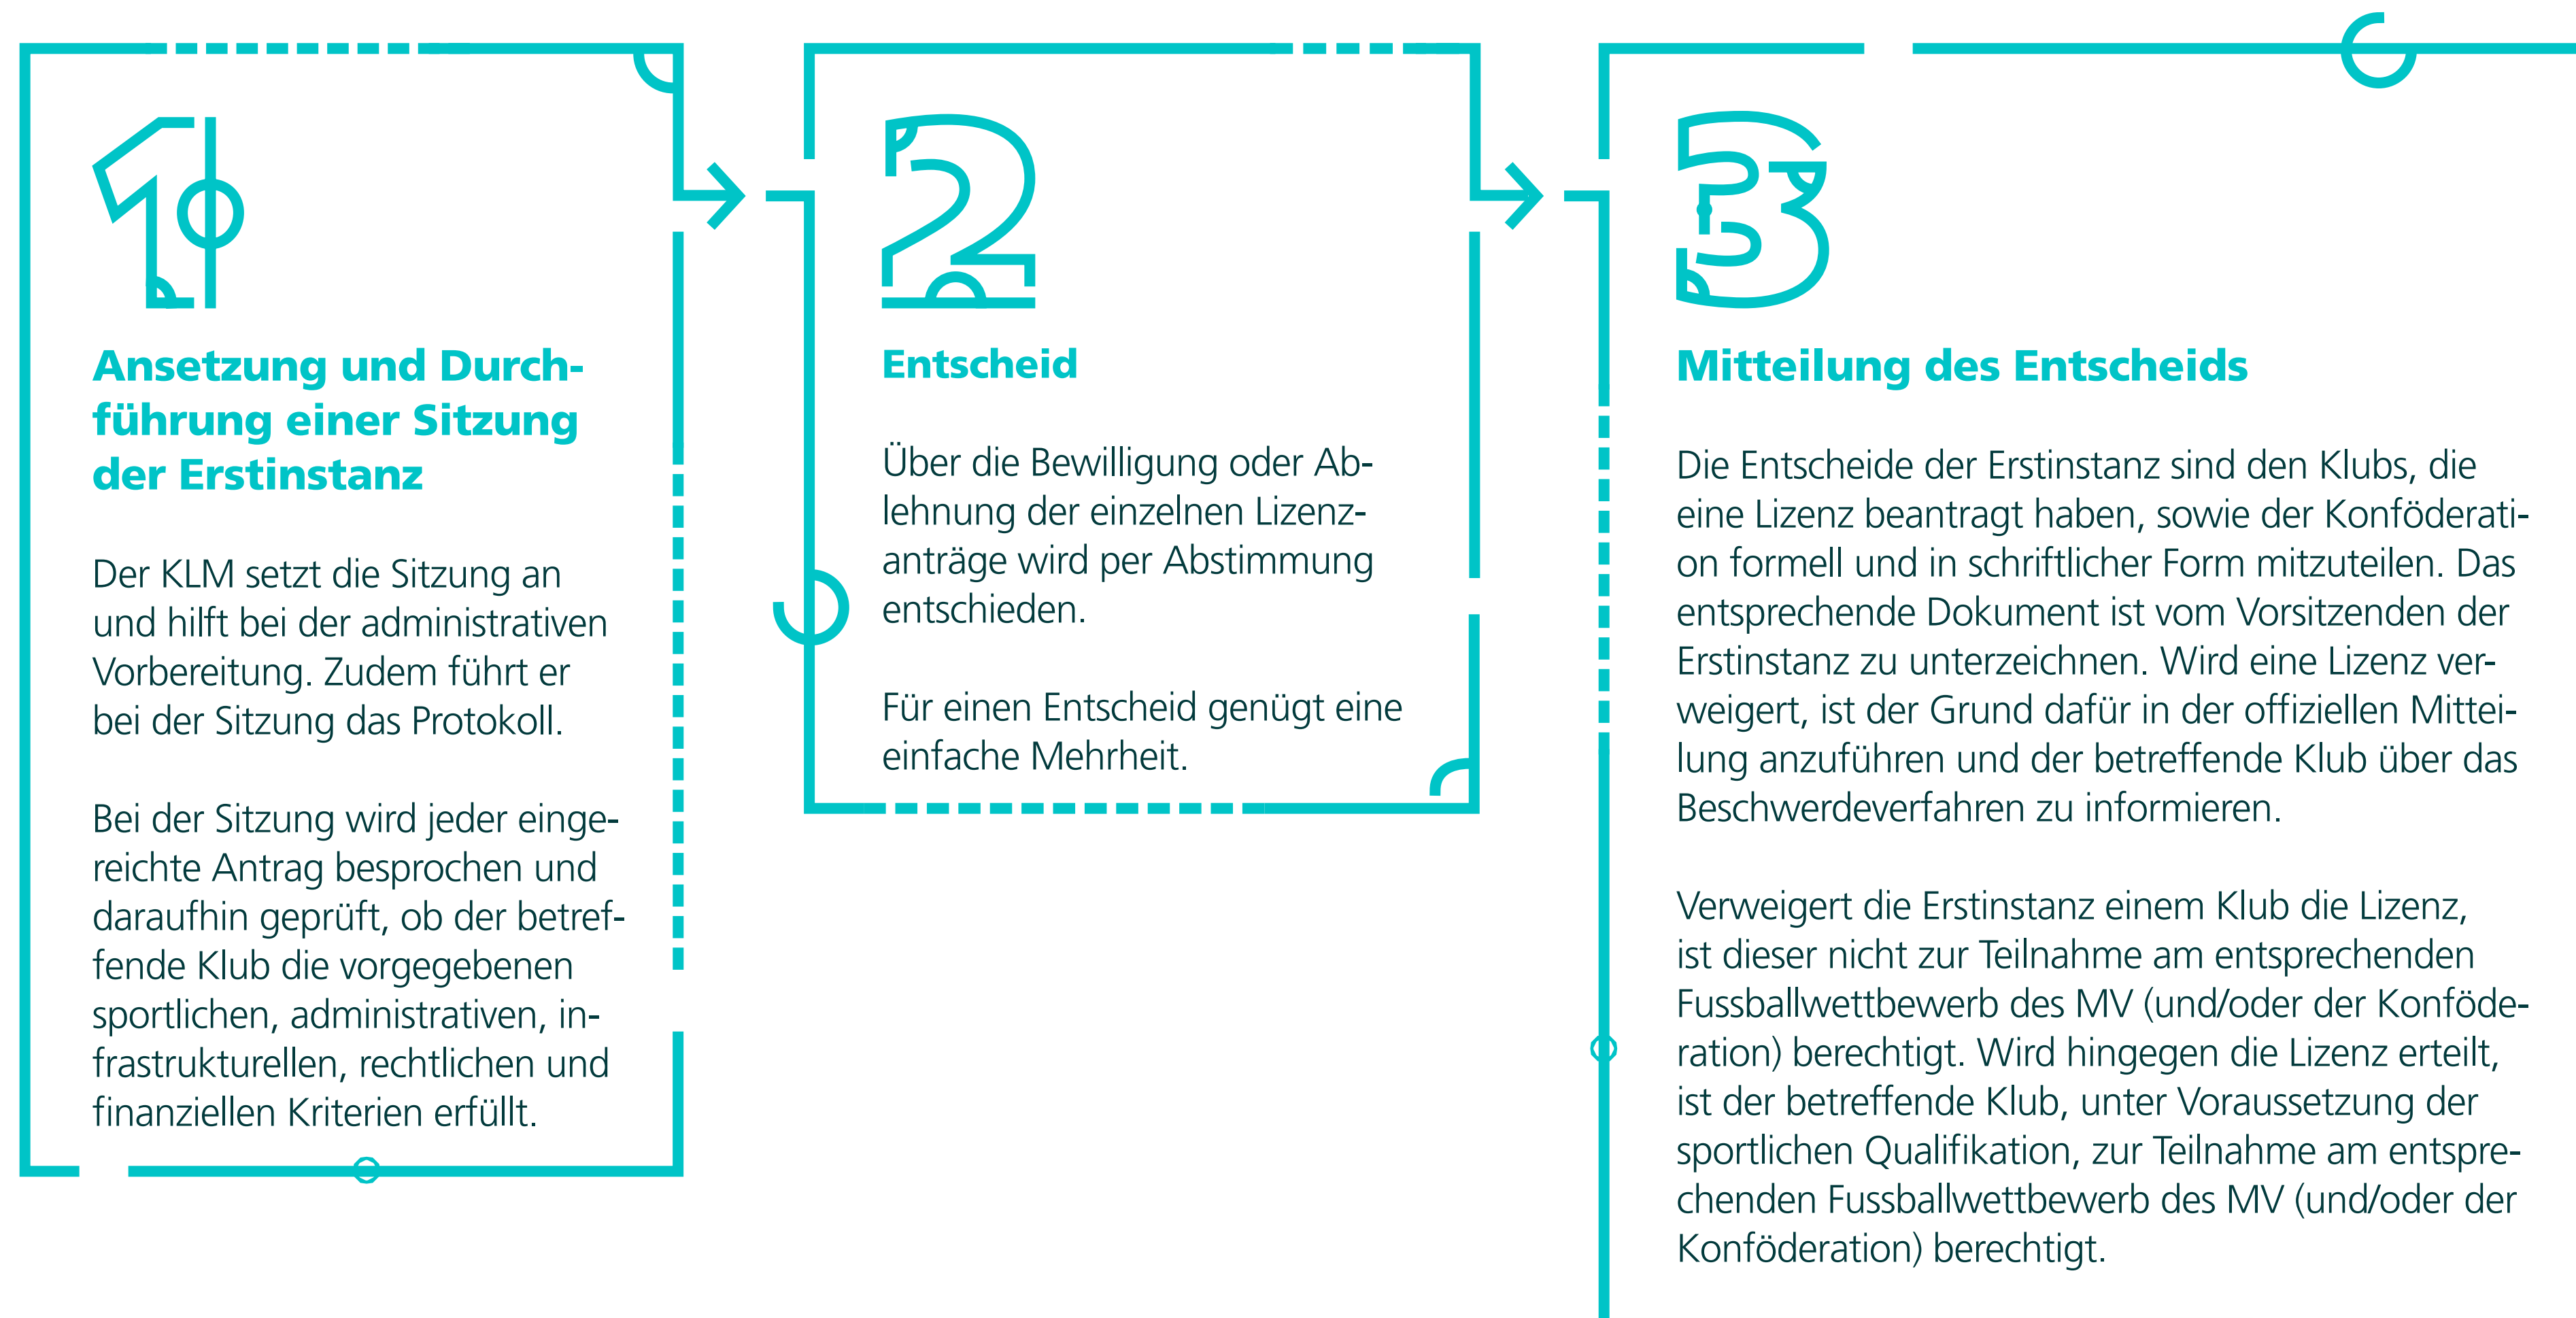 1
Ansetzung und Durch-
führung einer Sitzung
der Erstinstanz
Der KLM setzt die Sitzung an
und hilft bei der administrativen
Vorbereitung. Zudem führt er
bei der Sitzung das Protokoll.
Bei der Sitzung wird jeder einge-
reichte Antrag besprochen und
daraufhin geprüft, ob der betref-
fende Klub die vorgegebenen
sportlichen, administrativen, in-
frastrukturellen, rechtlichen und
finanziellen Kriterien erfüllt.
2
Entscheid
Über die Bewilligung oder Ab-
lehnung der einzelnen Lizenz-
anträge wird per Abstimmung
entschieden.
Für einen Entscheid genügt eine
einfache Mehrheit.
3
Mitteilung des Entscheids
Die Entscheide der Erstinstanz sind den Klubs, die
eine Lizenz beantragt haben, sowie der Konföderati-
on formell und in schriftlicher Form mitzuteilen. Das
entsprechende Dokument ist vom Vorsitzenden der
Erstinstanz zu unterzeichnen. Wird eine Lizenz ver-
weigert, ist der Grund dafür in der offiziellen Mittei-
lung anzuführen und der betreffende Klub über das
Beschwerdeverfahren zu informieren.
Verweigert die Erstinstanz einem Klub die Lizenz,
ist dieser nicht zur Teilnahme am entsprechenden
Fussballwettbewerb des MV (und/oder der Konföde-
ration) berechtigt. Wird hingegen die Lizenz erteilt,
ist der betreffende Klub, unter Voraussetzung der
sportlichen Qualifikation, zur Teilnahme am entspre-
chenden Fussballwettbewerb des MV (und/oder der
Konföderation) berechtigt.